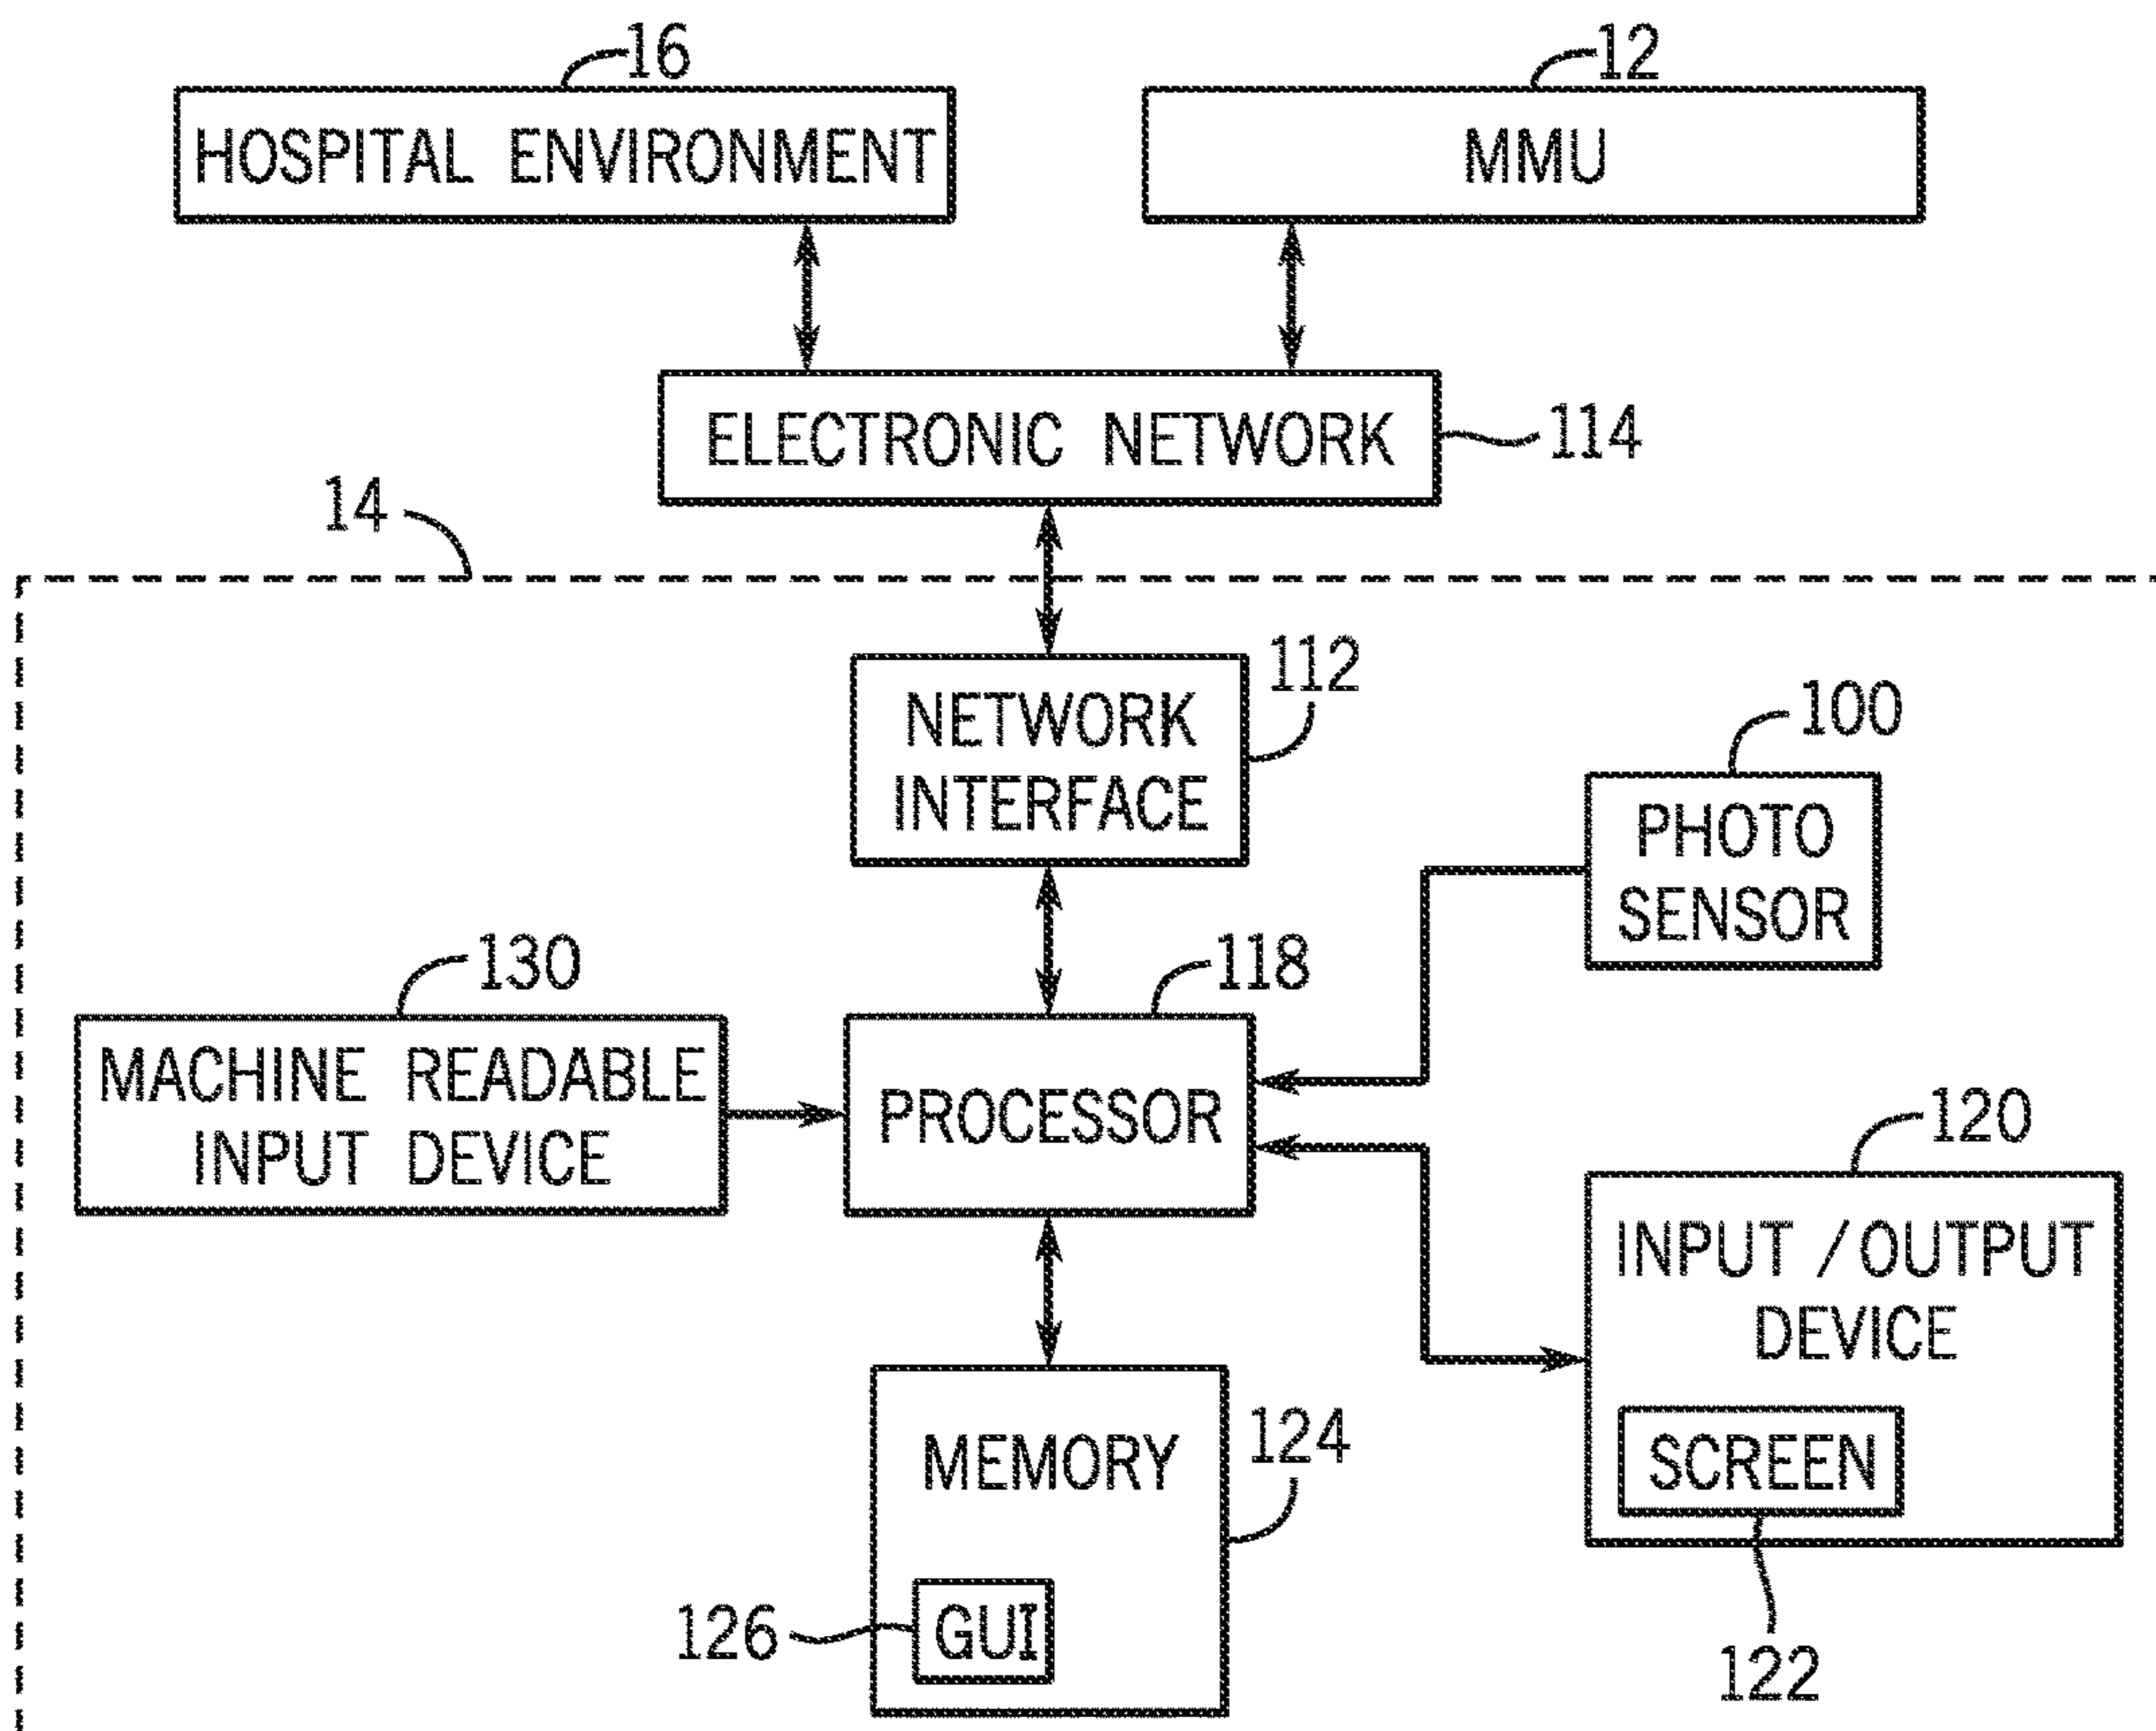 16
12
HOSPITAL ENVIRONMENT
MMU
ELECTRONIC NETWORK
114
14
NETWORK
INTERFACE
112
100
PHOTO
SENSOR
130
118
MACHINE READABLE
INPUT DEVICE
PROCESSOR
120
INPUT / OUTPUT
DEVICE
SCREEN
122
MEMORY
124
126
GUI